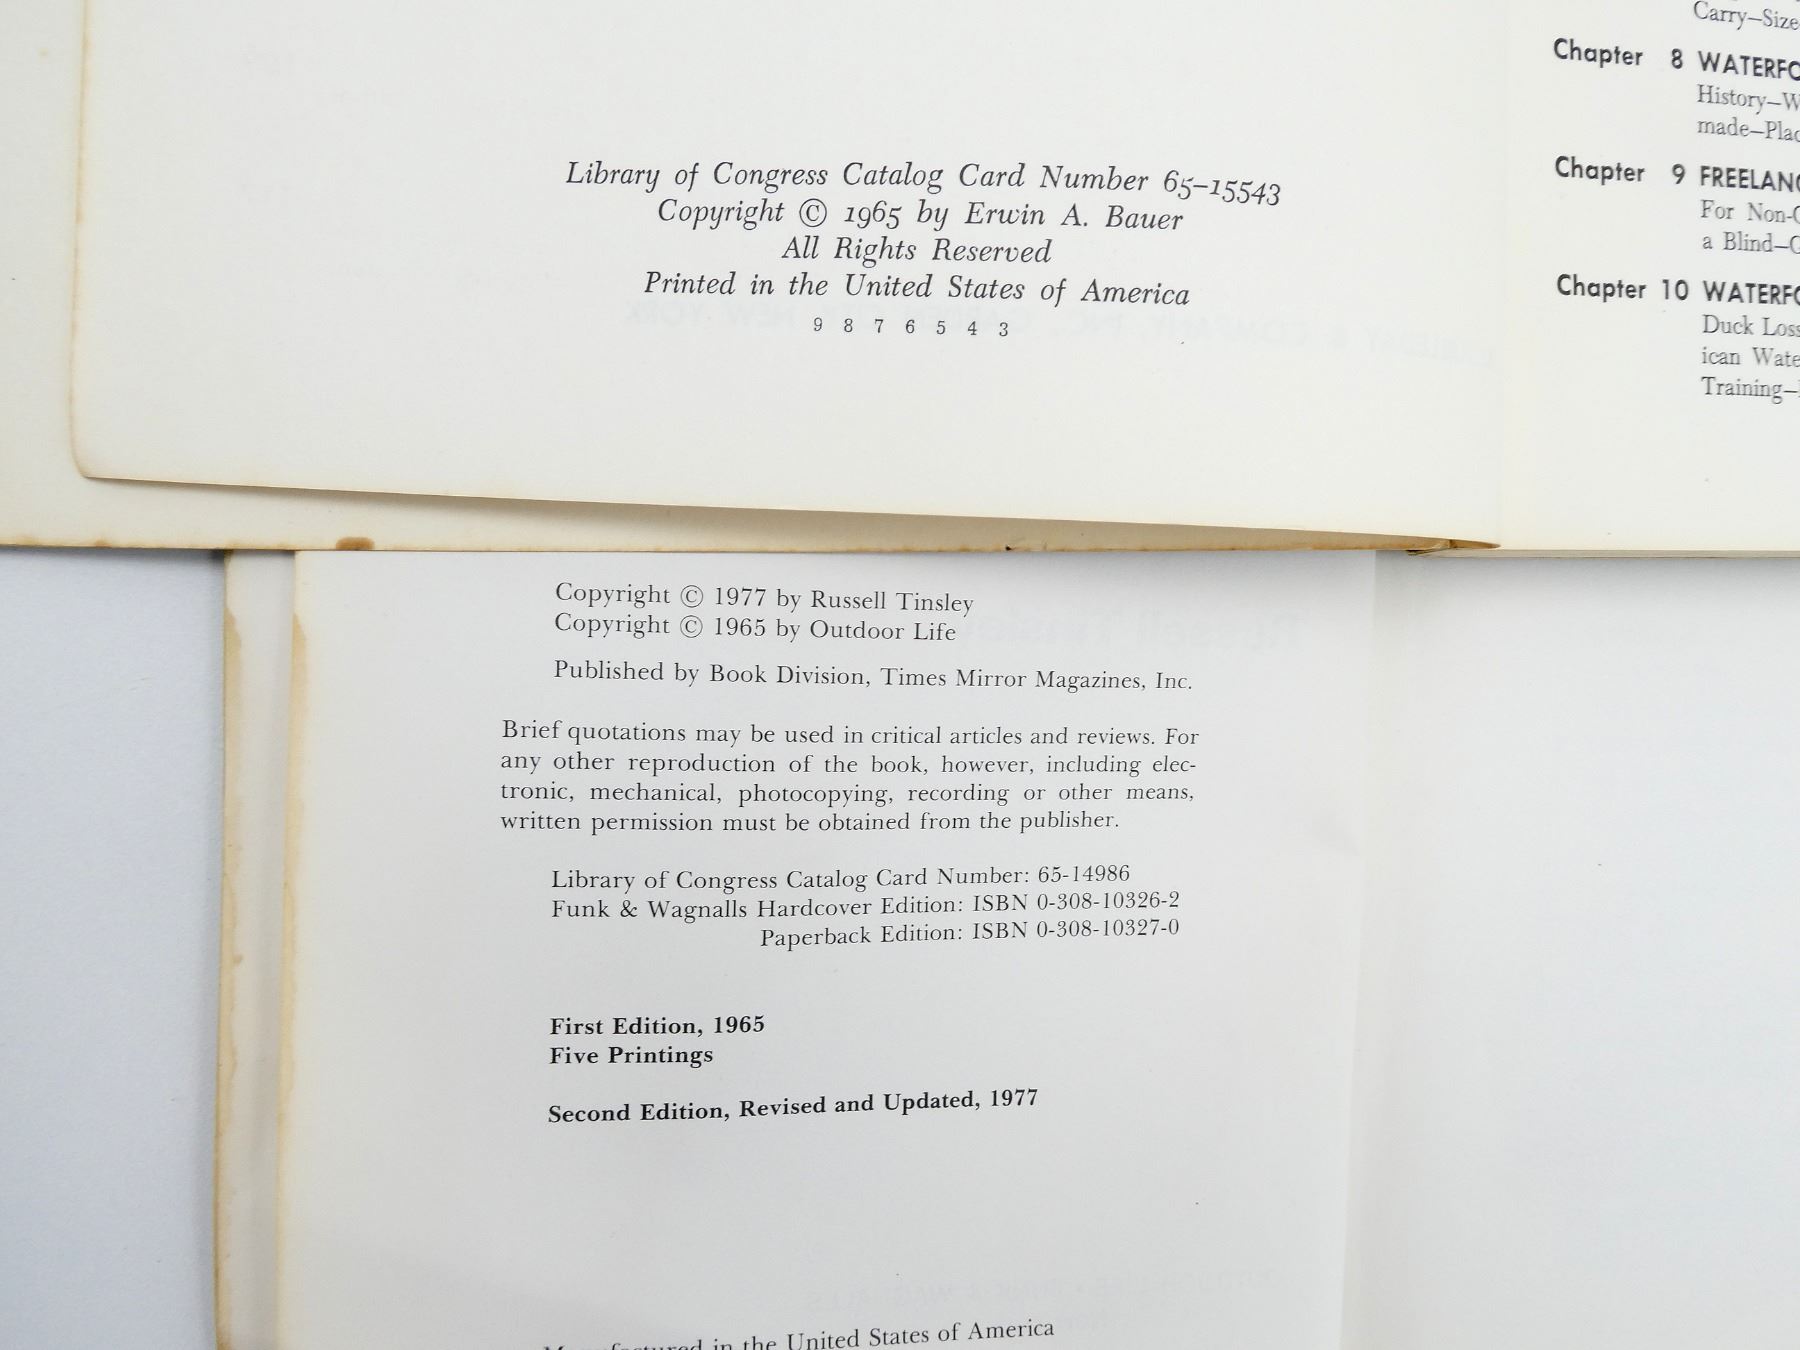 Library of Congress Catalog Card Number 65–15543
Copyright © 1965 by Erwin A. Bauer
All Rights Reserved
Printed in the United States of America
9 8 7 6 5 4 3
Carry–Size
Chapter 8
History–
Chapter 9
For Non-
a Blind–
Chapter 10
Duck Loss
ican
Training–
Copyright © 1977 by Russell Tinsley
Copyright © 1965 by Outdoor Life
Published by Book Division, Times Mirror Magazines, Inc.
Brief quotations may be used in critical articles and reviews. For
any other reproduction of the book, however, including elec-
tronic, mechanical, photocopying, recording or other means,
written permission must be obtained from the publisher.
Library of Congress Catalog Card Number: 65-14986
Funk & Wagnalls Hardcover Edition: ISBN 0-308-10326-2
Paperback Edition: ISBN 0-308-10327-0
First Edition, 1965
Five Printings
Second Edition, Revised and Updated, 1977
Manufactured in the United States of America